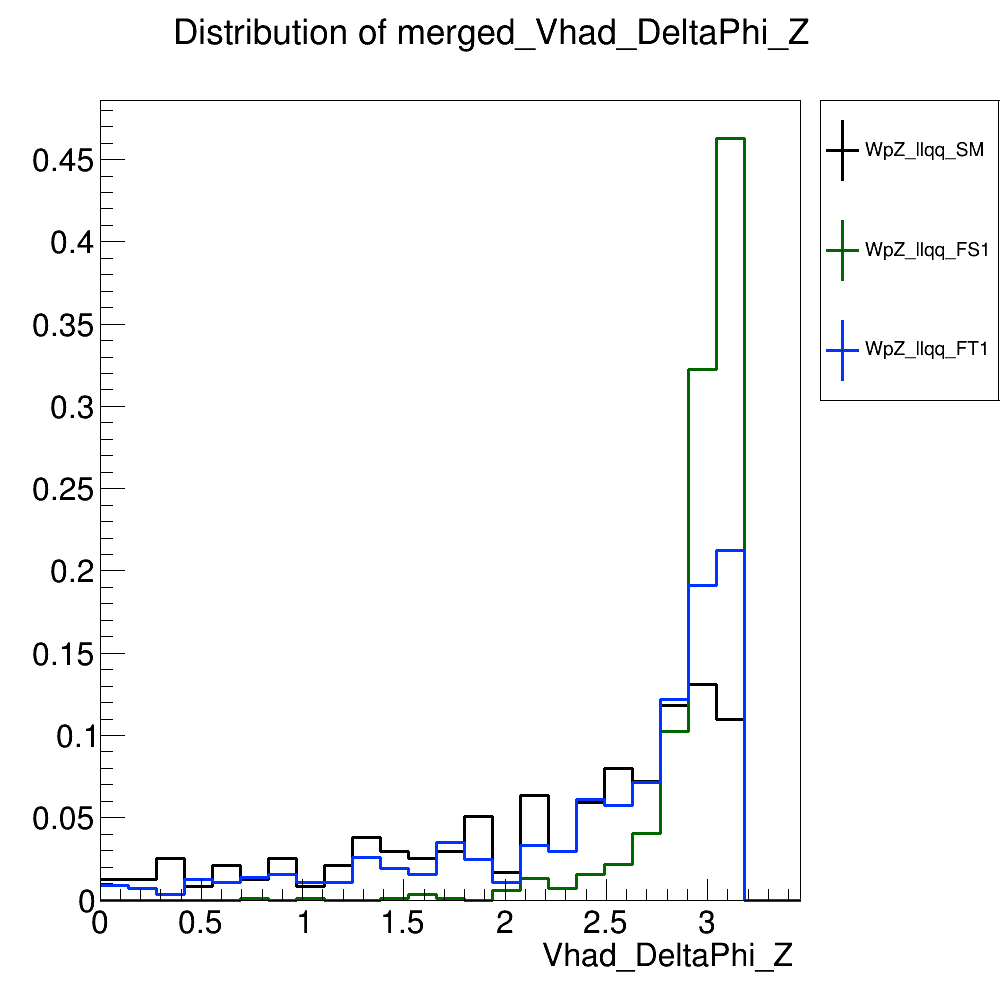 Distribution of merged_Vhad_DeltaPhi_Z
WpZ_llqq_SM
WpZ_llqq_FS1
WpZ_llqq_FT1
0.45
0.4
0.35
0.3
0.25
0.2
0.15
0.1
0.05
0
0 0.5 1 1.5 2 2.5 3
Vhad_DeltaPhi_Z